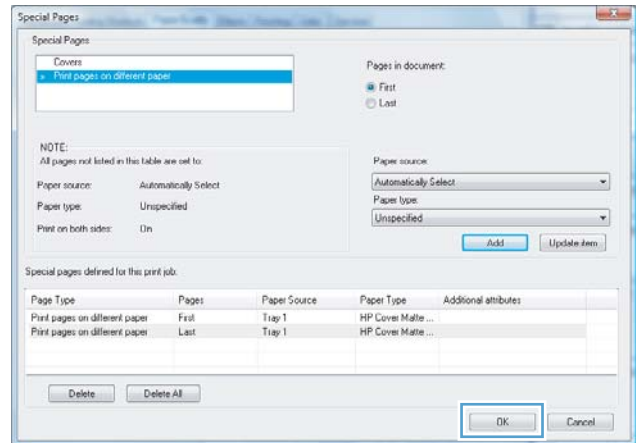 Special Pages
Special Pages
Covers
Print pages on different paper
Pages in document:
First
Last
NOTE:
All pages not listed in this table are set to:
Paper source: Automatically Select
Paper type: Unspecified
Print on both sides: On
Paper source:
Automatically Select
Paper type:
Unspecified
Add Update item
Special pages defined for this print job:
Page Type Pages Paper Source Paper Type Additional attributes
Print pages on different paper First Tray 1 HP Cover Matte ...
Print pages on different paper Last Tray 1 HP Cover Matte ...
Delete Delete All
OK Cancel